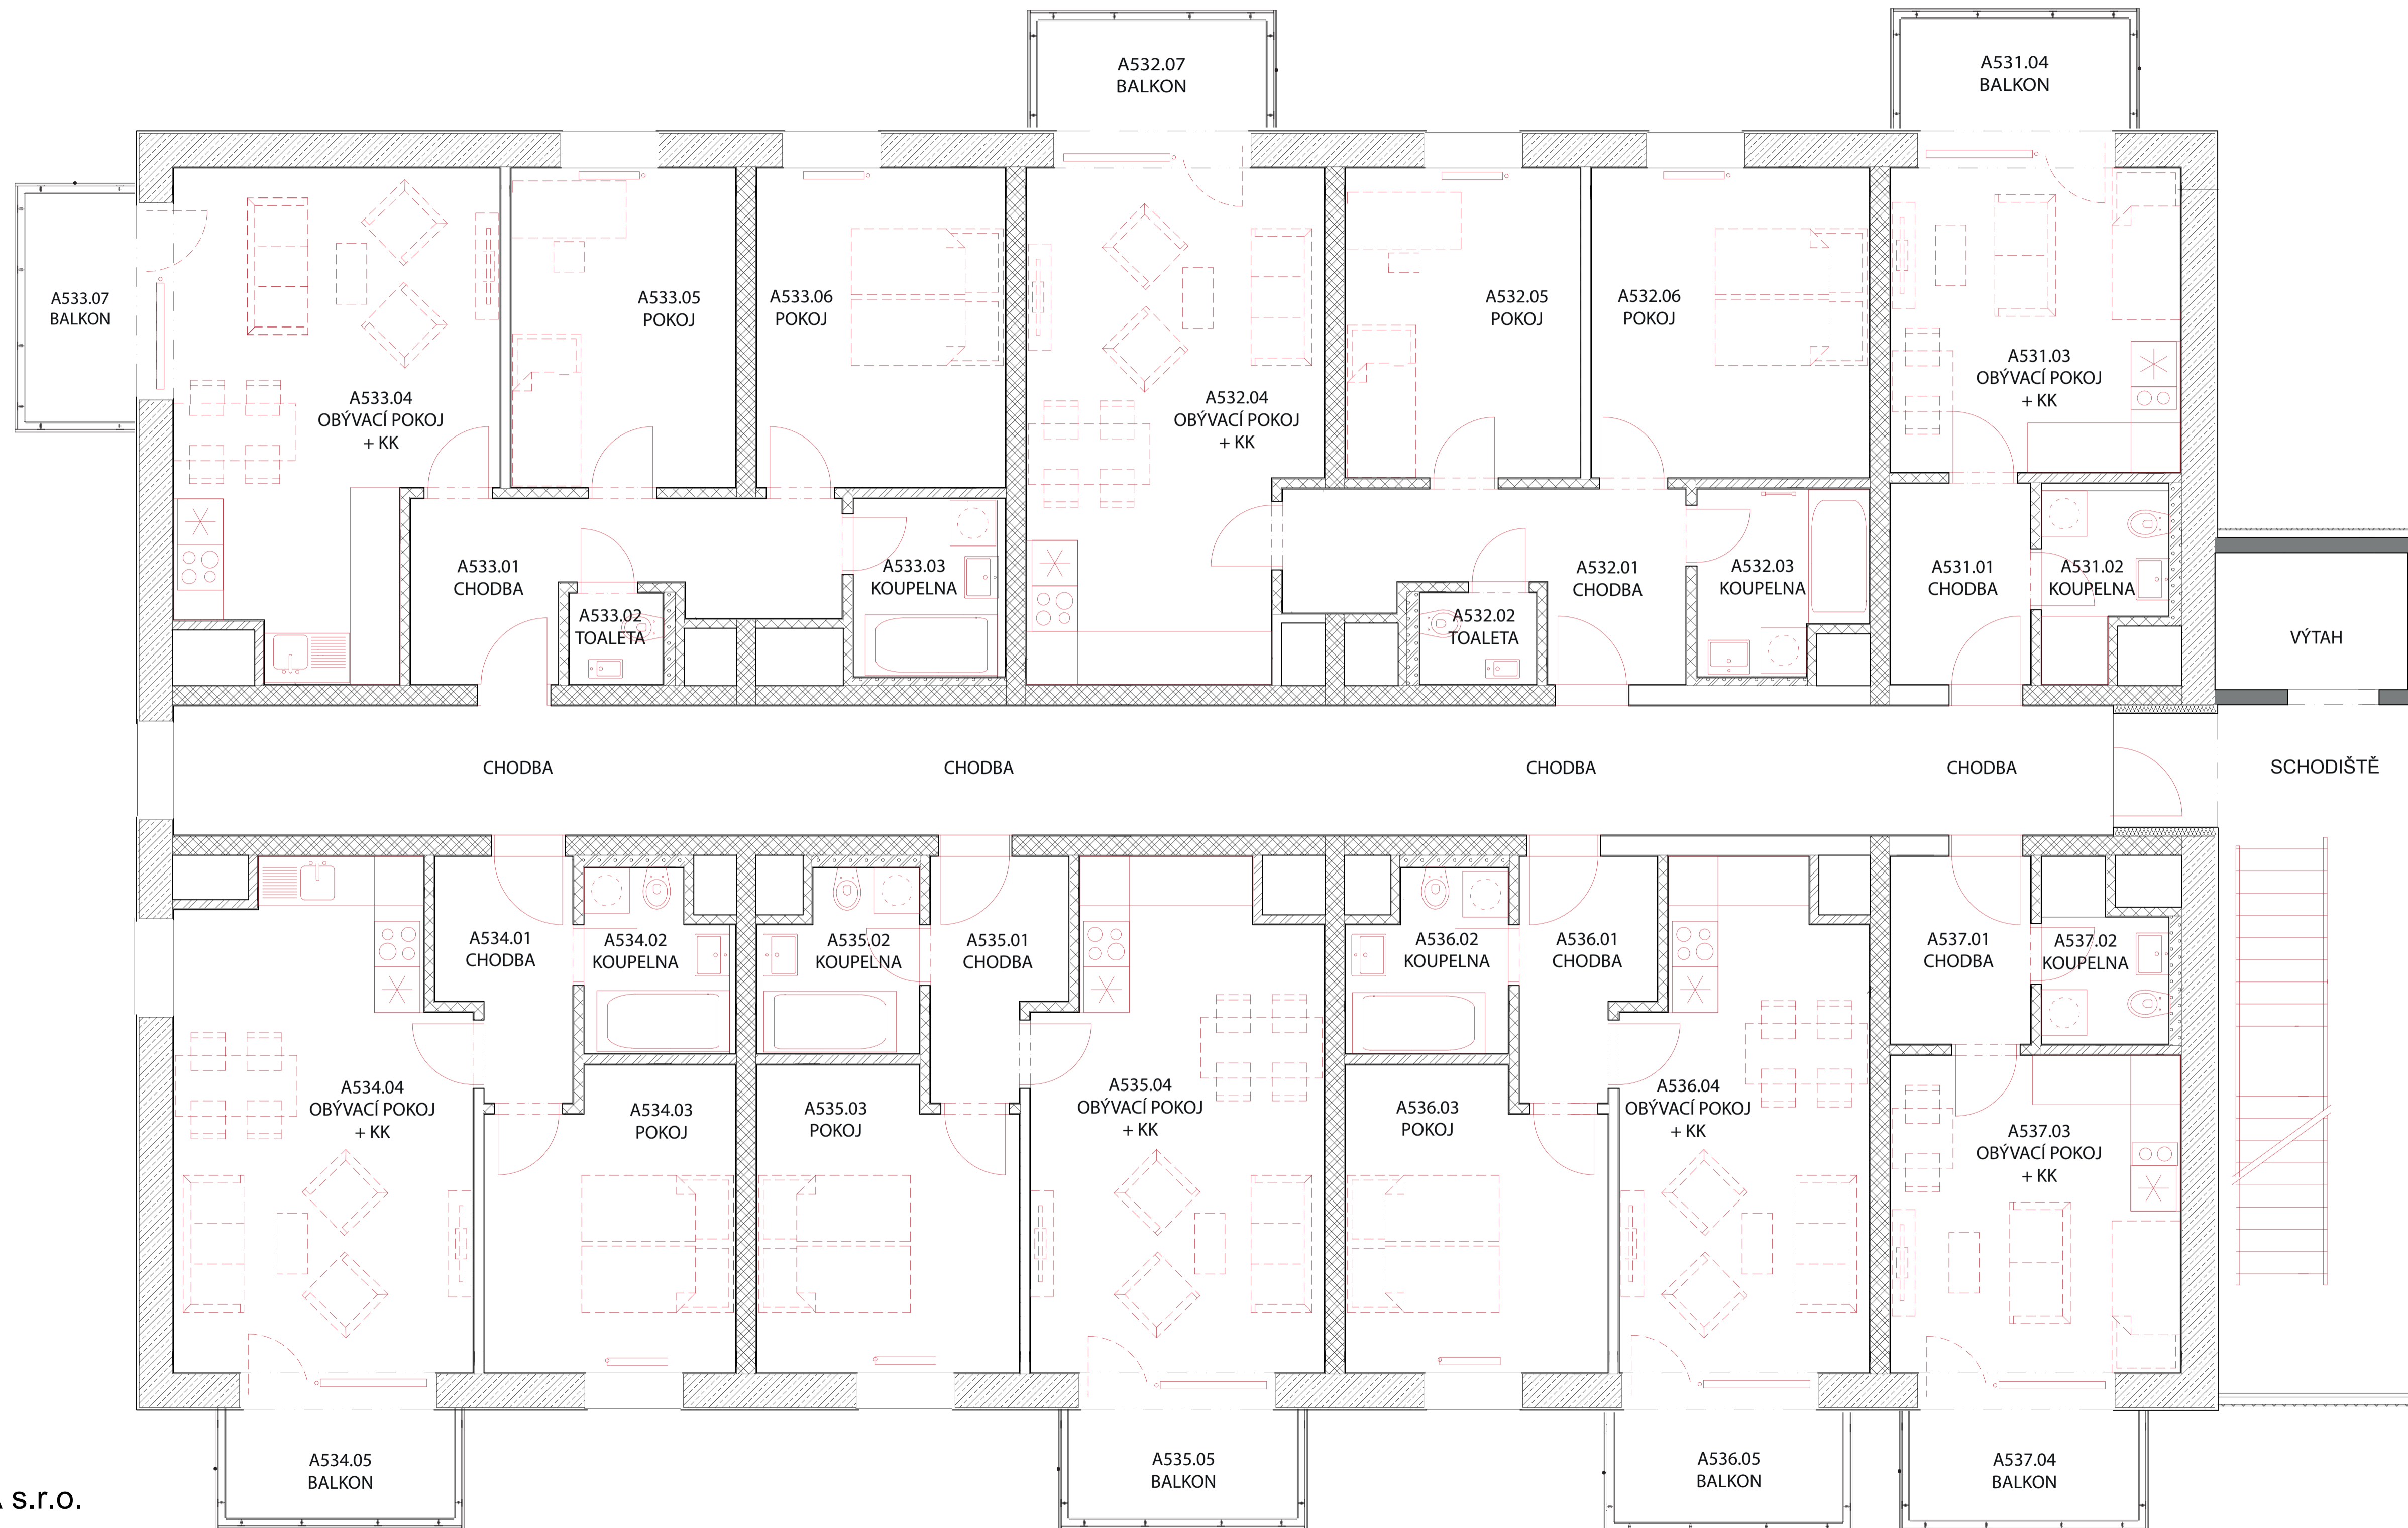 A532.07
BALKON
A531.04
BALKON
A533.07
BALKON
A533.04
OBÝVACÍ POKOJ
+ KK
A533.05
POKOJ
A533.06
POKOJ
A532.04
OBÝVACÍ POKOJ
+ KK
A532.05
POKOJ
A532.06
POKOJ
A531.03
OBÝVACÍ POKOJ
+ KK
A533.01
CHODBA
A533.02
TOALETA
A533.03
KOUPELNA
A532.02
TOALETA
A532.01
CHODBA
A532.03
KOUPELNA
A531.01
CHODBA
A531.02
KOUPELNA
VÝTAH
CHODBA
CHODBA
CHODBA
CHODBA
SCHODIŠTĚ
A534.01
CHODBA
A534.02
KOUPELNA
A535.02
KOUPELNA
A535.01
CHODBA
A536.02
KOUPELNA
A536.01
CHODBA
A537.01
CHODBA
A537.02
KOUPELNA
A534.04
OBÝVACÍ POKOJ
+ KK
A534.03
POKOJ
A535.03
POKOJ
A535.04
OBÝVACÍ POKOJ
+ KK
A536.03
POKOJ
A536.04
OBÝVACÍ POKOJ
+ KK
A537.03
OBÝVACÍ POKOJ
+ KK
A534.05
BALKON
A535.05
BALKON
A536.05
BALKON
A537.04
BALKON
s.r.o.